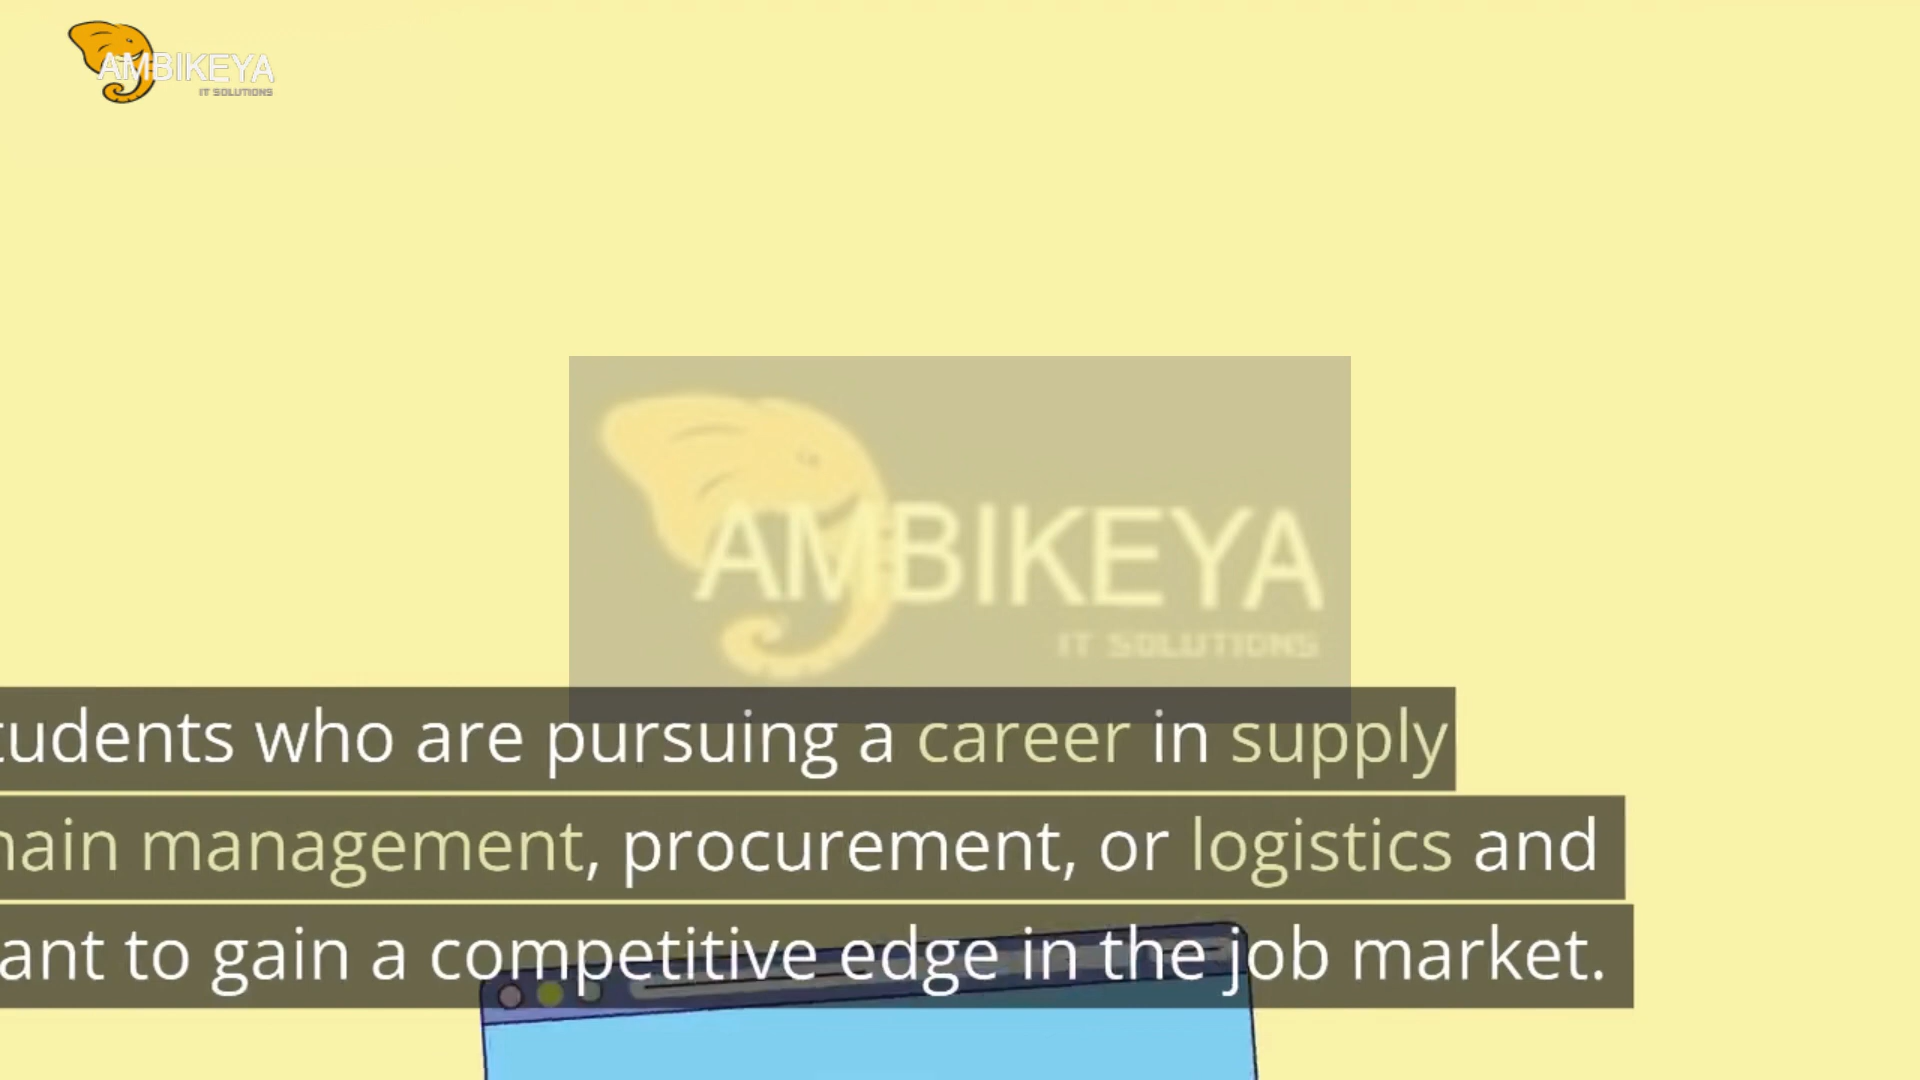 AMBIKEYA
IT SOLUTIONS
AMBIKEYA
IT SOLUTIONS
tudents who are pursuing a career in supply
hain management, procurement, or logistics and
ant to gain a competitive edge in the job market.